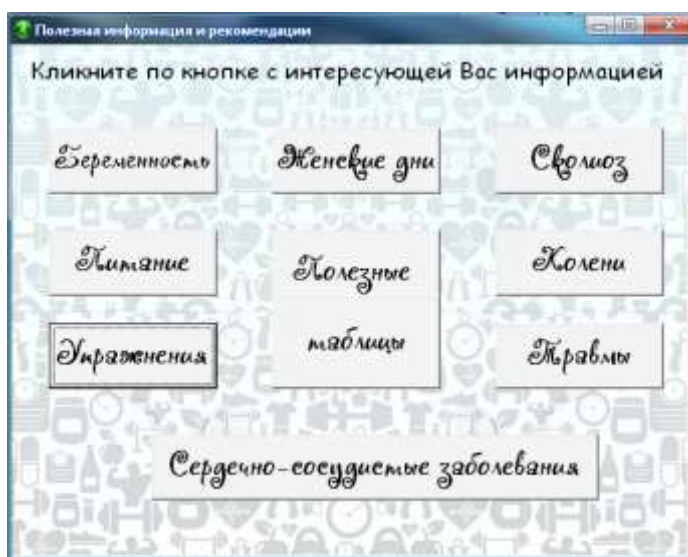 Полезная информация и рекомендации
Кликните по кнопке с интересующей Вас информацией
Беременность
Женские дни
Сколиоз
Питание
Полезные
таблицы
Колени
Упражнения
Травмы
Сердечно-сосудистые заболевания